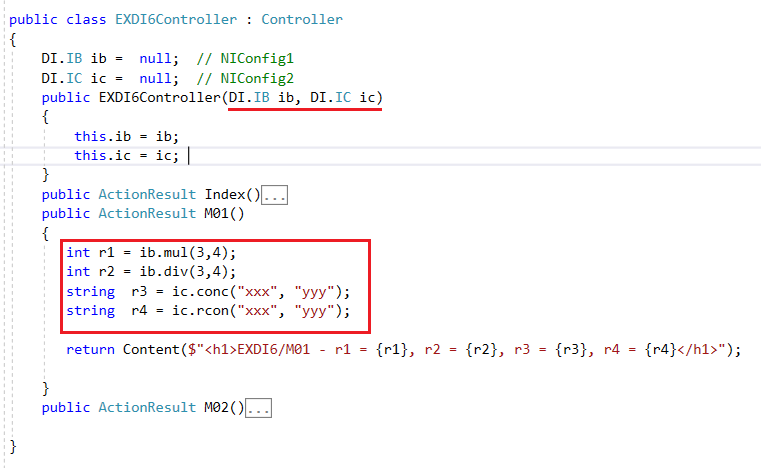 public class EXDI6Controller : Controller
{
DI.IB ib =  null;  // NIConfig1
DI.IC ic =  null;  // NIConfig2
public EXDI6Controller(DI.IB ib, DI.IC ic)
{
this.ib = ib;
this.ic = ic;
}
public ActionResult Index()...
public ActionResult M01()
{
int r1 = ib.mul(3,4);
int r2 = ib.div(3,4);
string  r3 = ic.conc("xxx", "yyy");
string  r4 = ic.rcon("xxx", "yyy");
return Content($"<h1>EXDI6/M01 - r1 = {r1}, r2 = {r2}, r3 = {r3}, r4 = {r4}</h1>");
}
public ActionResult M02()...
}